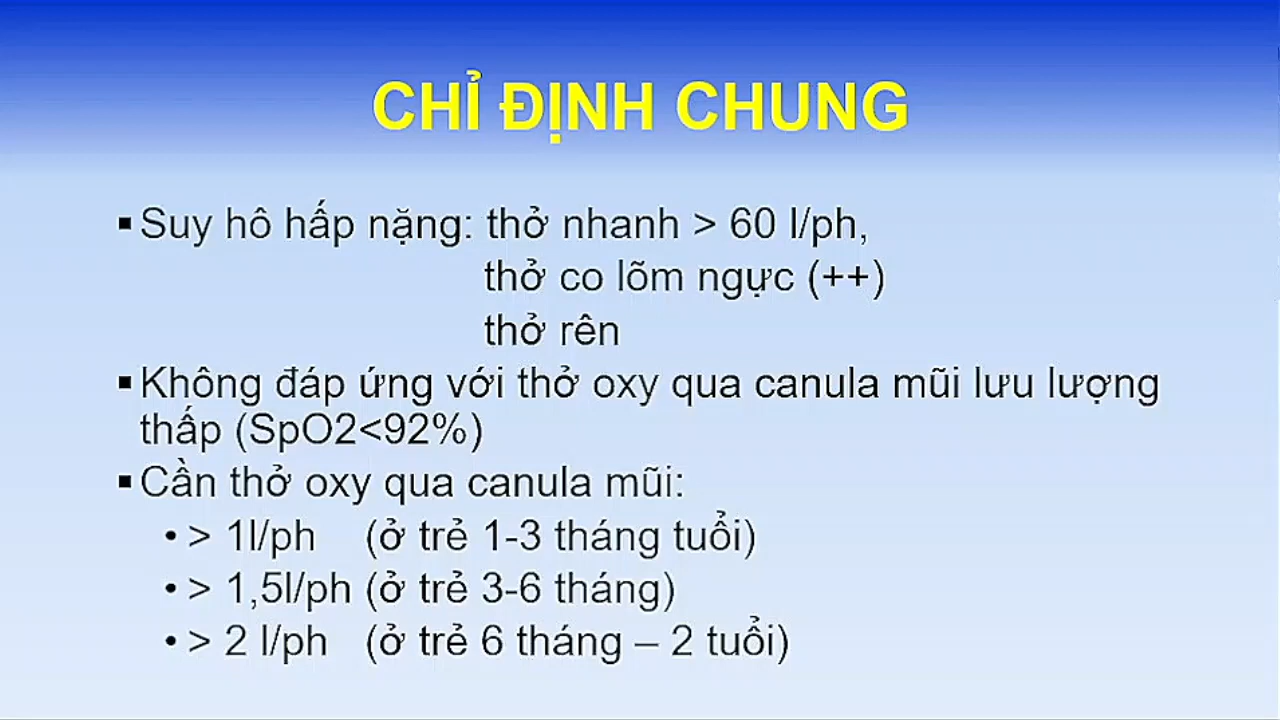 CHỈ ĐỊNH CHUNG
▪ Suy hô hấp nặng: thở nhanh > 60 l/ph,
thở co lõm ngực (++)
thở rên
▪ Không đáp ứng với thở oxy qua canula mũi lưu lượng
thấp (SpO2<92%)
▪ Cần thở oxy qua canula mũi:
• > 1l/ph (ở trẻ 1-3 tháng tuổi)
• > 1,5l/ph (ở trẻ 3-6 tháng)
• > 2 l/ph (ở trẻ 6 tháng – 2 tuổi)